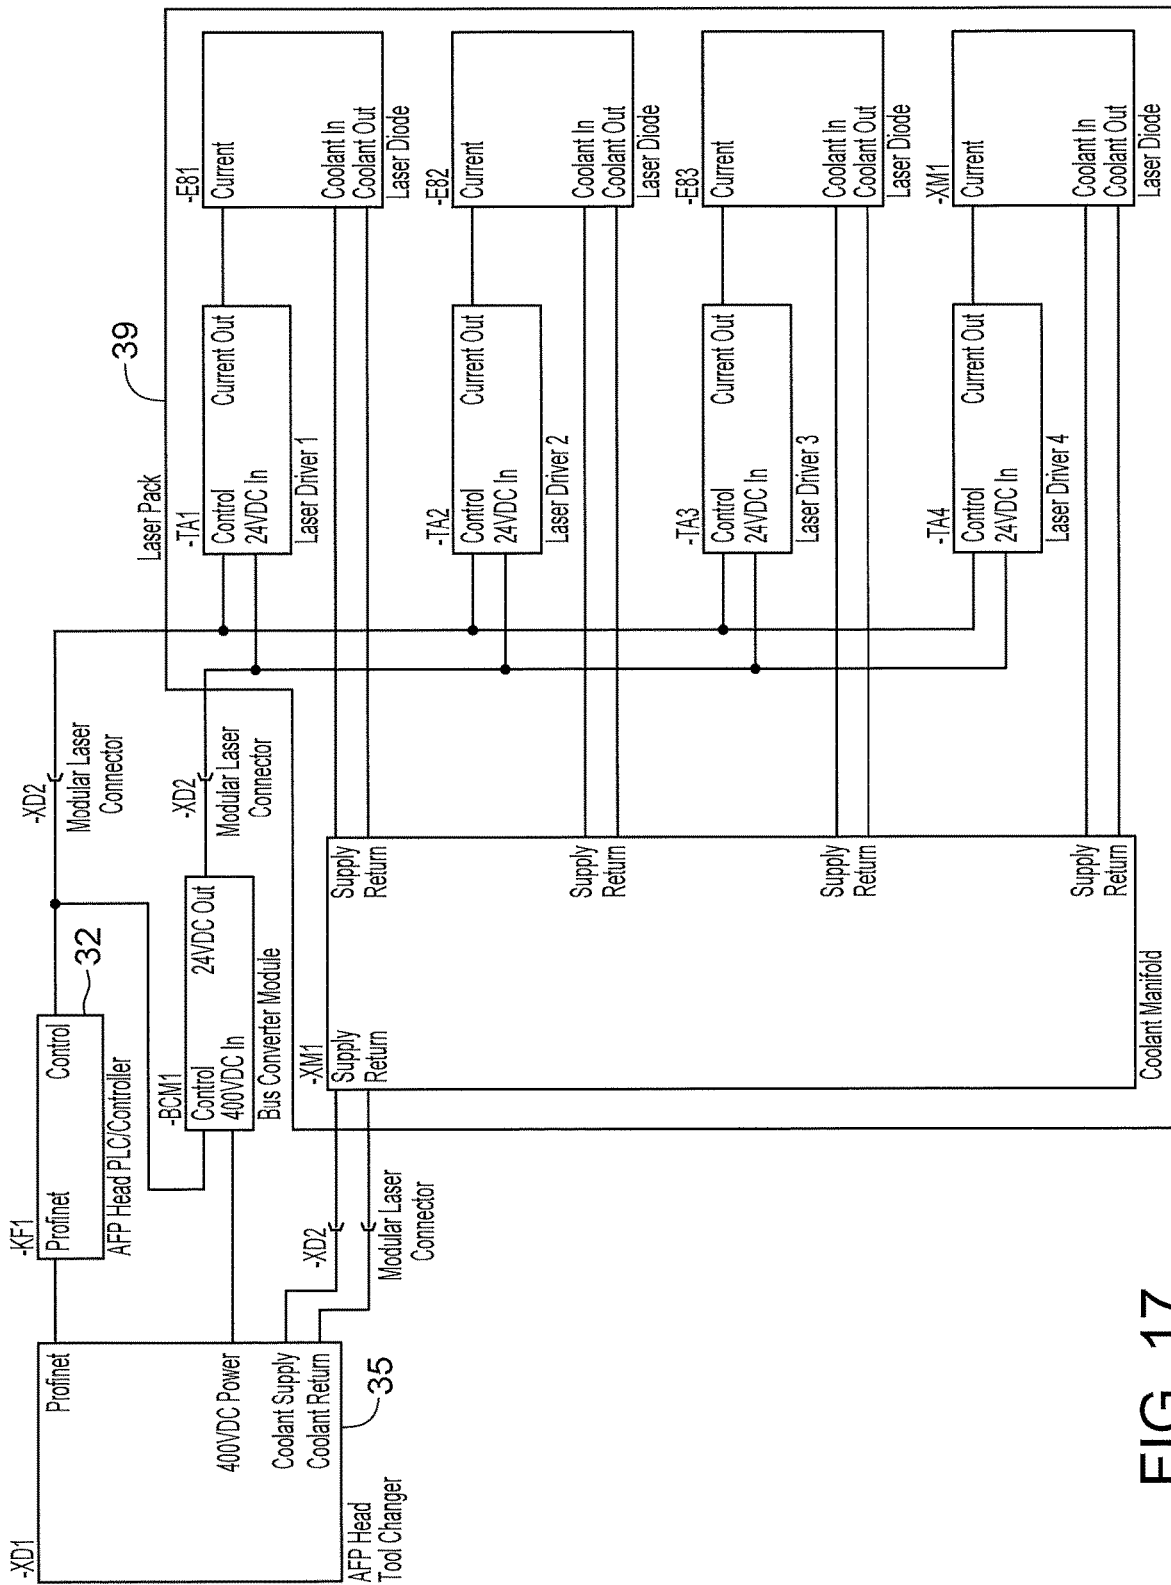 -XD1
Profinet
400VDC Power
Coolant Supply
Coolant Return
AFP Head
Tool Changer
35
-KF1
Profinet
Control
AFP Head PLC/Controller
32
-BCM1
Control
400VDC In
24VDC Out
Bus Converter Module
-XD2
Modular Laser
Connector
-XD2
Modular Laser
Connector
-XD2
Modular Laser
Connector
-XM1
Supply
Return
Supply
Return
Supply
Return
Supply
Return
Supply
Return
Coolant Manifold
Laser Pack
39
-TA1
Control
24VDC In
Current Out
Laser Driver 1
-E81
Current
Coolant In
Coolant Out
Laser Diode
-TA2
Control
24VDC In
Current Out
Laser Driver 2
-E82
Current
Coolant In
Coolant Out
Laser Diode
-TA3
Control
24VDC In
Current Out
Laser Driver 3
-E83
Current
Coolant In
Coolant Out
Laser Diode
-TA4
Control
24VDC In
Current Out
Laser Driver 4
-XM1
Current
Coolant In
Coolant Out
Laser Diode
FIG. 17